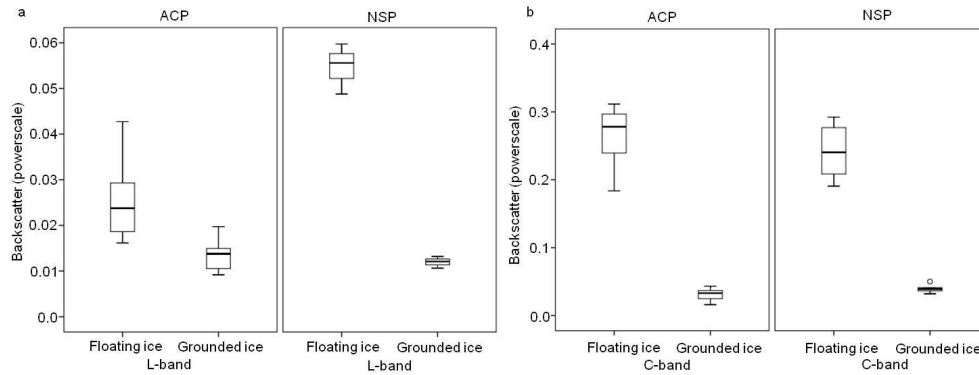 a
ACP
NSP
Backscatter (powerscale)
0.06
0.05
0.04
0.03
0.02
0.01
0.0
Floating ice Grounded ice
L-band
Floating ice Grounded ice
L-band
b
ACP
NSP
Backscatter (powerscale)
0.4
0.3
0.2
0.1
0.0
Floating ice Grounded ice
C-band
Floating ice Grounded ice
C-band